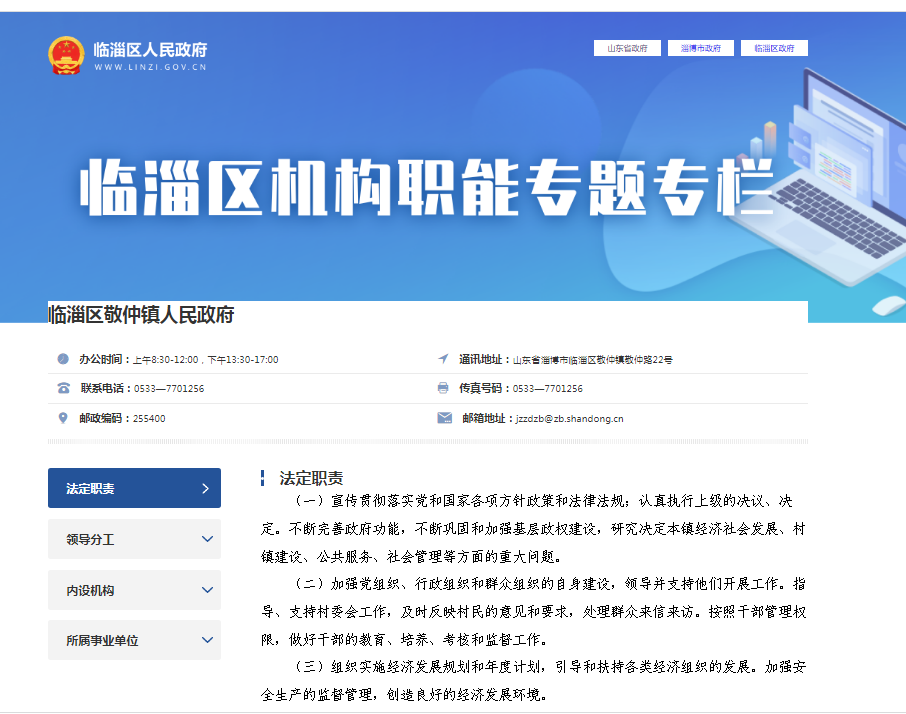 临淄区人民政府
WWW.LINZI.GOV.CN
山东省政府 淄博市政府 临淄区政府
临淄区机构职能专题专栏
临淄区敬仲镇人民政府
办公时间：上午8:30-12:00，下午13:30-17:00
通讯地址：山东省淄博市临淄区敬仲镇敬仲路22号
联系电话：0533—7701256
传真号码：0533—7701256
邮政编码：255400
邮箱地址：jzzdzb@zb.shandong.cn
法定职责
领导分工
内设机构
所属事业单位
法定职责
（一）宣传贯彻落实党和国家各项方针政策和法律法规；认真执行上级的决议、决
定。不断完善政府功能，不断巩固和加强基层政权建设，研究决定本镇经济社会发展、村
镇建设、公共服务、社会管理等方面的重大问题。
（二）加强党组织、行政组织和群众组织的自身建设，领导并支持他们开展工作。指
导、支持村委会工作，及时反映村民的意见和要求，处理群众来信来访。按照干部管理权
限，做好干部的教育、培养、考核和监督工作。
（三）组织实施经济发展规划和年度计划，引导和扶持各类经济组织的发展。加强安
全生产的监督管理，创造良好的经济发展环境。